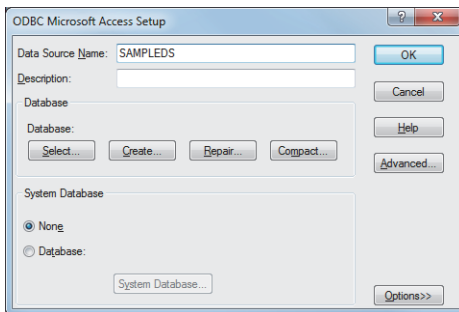 ODBC Microsoft Access Setup
Data Source Name: SAMPLEDS
OK
Description:
Cancel
Database
Database:
Help
Select... Create... Repair... Compact...
Advanced...
System Database
None
Database:
System Database...
Options>>